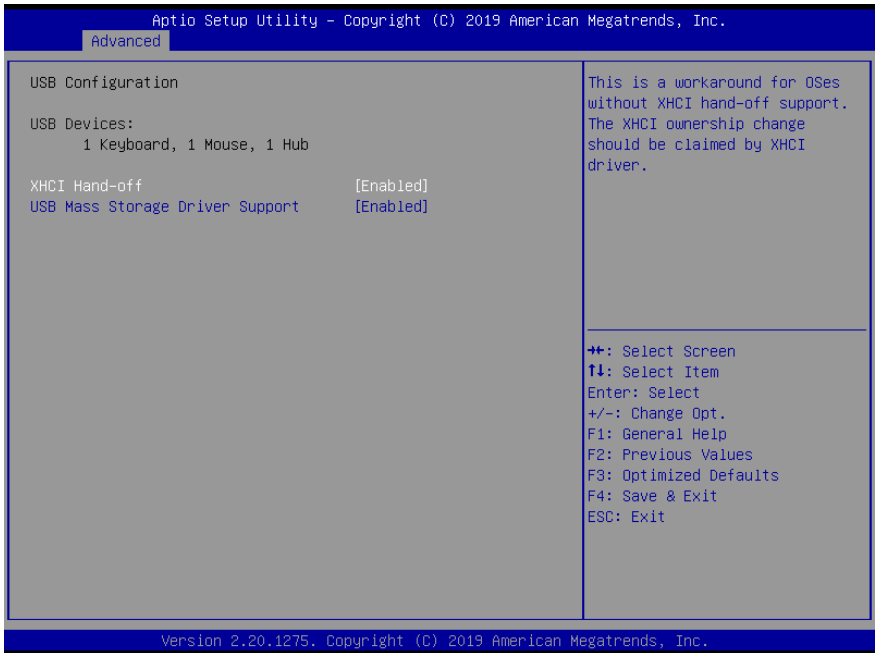 Aptio Setup Utility – Copyright (C) 2019 American Megatrends, Inc.
Advanced
USB Configuration
USB Devices:
1 Keyboard, 1 Mouse, 1 Hub
XHCI Hand-off [Enabled]
USB Mass Storage Driver Support [Enabled]
This is a workaround for OSes
without XHCI hand-off support.
The XHCI ownership change
should be claimed by XHCI
driver.
→←: Select Screen
↑↓: Select Item
Enter: Select
+/-: Change Opt.
F1: General Help
F2: Previous Values
F3: Optimized Defaults
F4: Save & Exit
ESC: Exit
Version 2.20.1275. Copyright (C) 2019 American Megatrends, Inc.